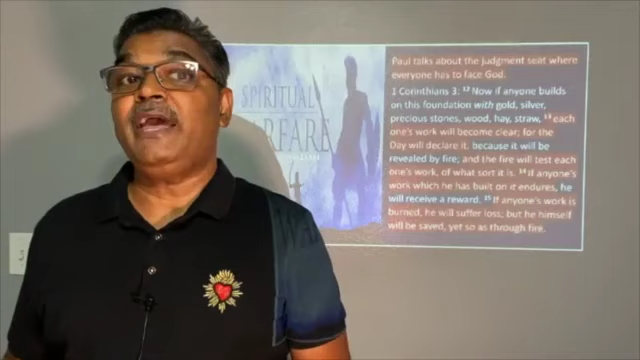 SPIRITUAL
ARFARE
Paul talks about the judgment seat where
everyone has to face God.
1 Corinthians 3: 12 Now if anyone builds
on this foundation with gold, silver,
precious stones, wood, hay, straw, 13 each
one's work will become clear; for the
Day will declare it, because it will be
revealed by fire; and the fire will test each
one's work, of what sort it is. 14 If anyone's
work which he has built on it endures, he
will receive a reward. 15 If anyone's work is
burned, he will suffer loss; but he himself
will be saved, yet so as through fire.